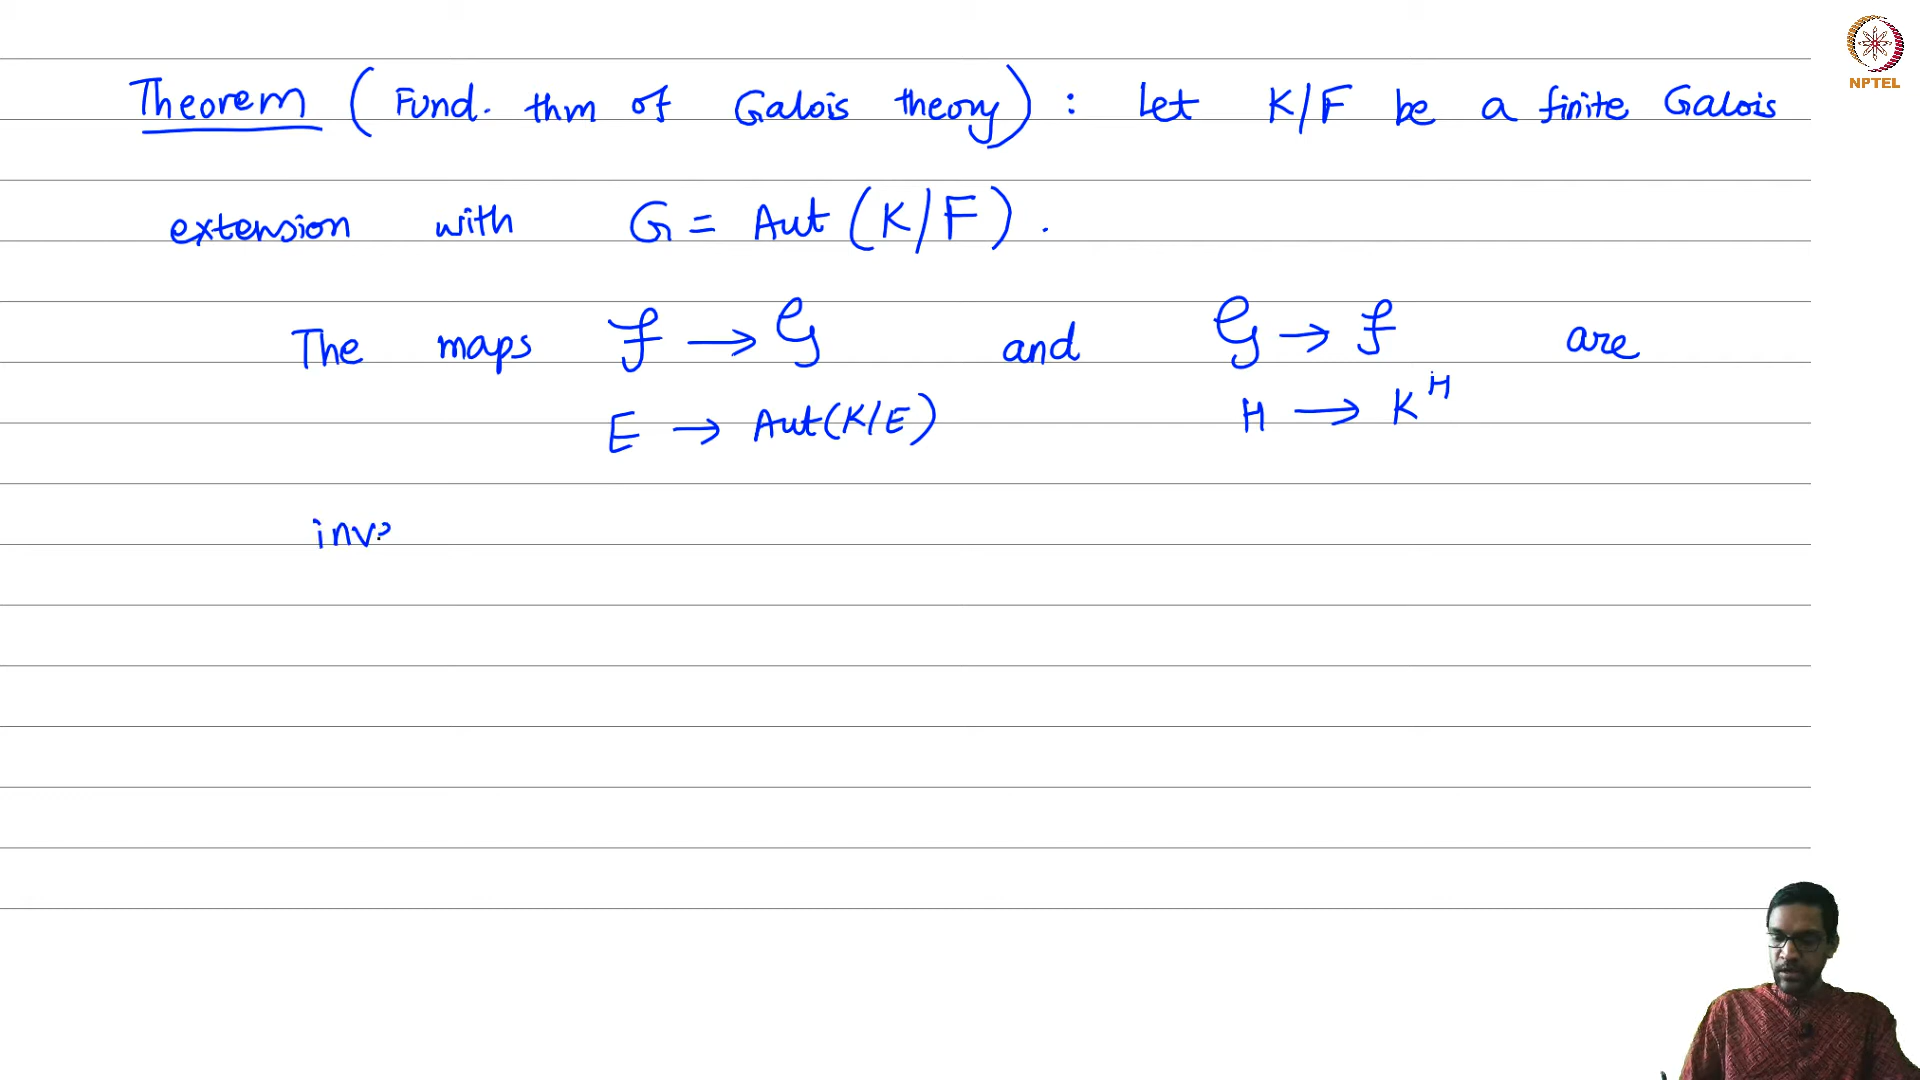 NPTEL
Theorem (Fund. thm of Galois theory) : Let K/F be a finite Galois
extension with G = Aut (K/F) .
The maps 𝓕 → 𝓖 and 𝓖 → 𝓕 are
E → Aut(K/E) H → K^H